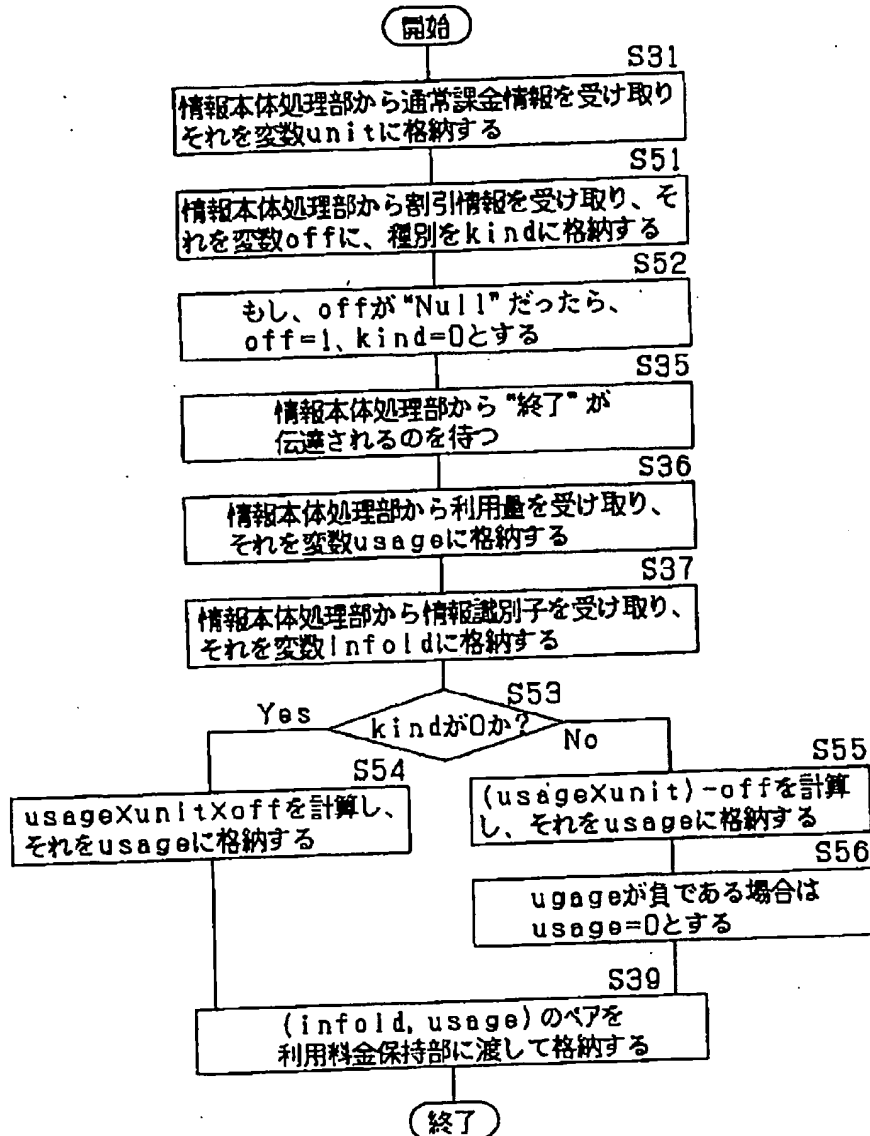 開始
S31
情報本体処理部から通常課金情報を受け取り
それを変数unitに格納する
S51
情報本体処理部から割引情報を受け取り、そ
れを変数offに、種別をkindに格納する
S52
もし、offが"Null"だったら、
off=1、kind=0とする
S35
情報本体処理部から"終了"が
伝達されるのを待つ
S36
情報本体処理部から利用量を受け取り、
それを変数usageに格納する
S37
情報本体処理部から情報識別子を受け取り、
それを変数infoIdに格納する
S53
kindが0か?
Yes
No
S54
usage×unit×offを計算し、
それをusageに格納する
S55
(usage×unit)-offを計算
し、それをusageに格納する
S56
ugageが負である場合は
usage=0とする
S39
(infoId, usage)のペアを
利用料金保持部に渡して格納する
終了